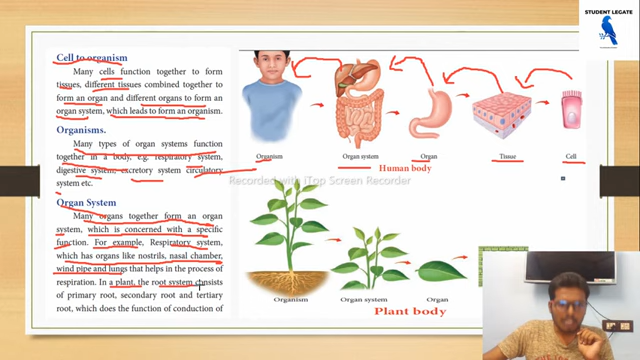 STUDENT LEGATE
Cell to organism
Many cells function together to form
tissues, different tissues combined together to
form an organ and different organs to form an
organ system, which leads to form an organism.
Organisms.
Many types of organ systems function
together in a body, e.g. respiratory system,
digestive system, excretory system circulatory
system etc.
Organ System
Many organs together form an organ
system, which is concerned with a specific
function. For example, Respiratory system,
which has organs like nostrils, nasal chamber,
wind pipe and lungs that helps in the process of
respiration. In a plant, the root system consists
of primary root, secondary root and tertiary
root, which does the function of conduction of
Organism
Organ system
Organ
Tissue
Cell
Human body
Recorded with iTop Screen Recorder
Organism
Organ system
Organ
Plant body